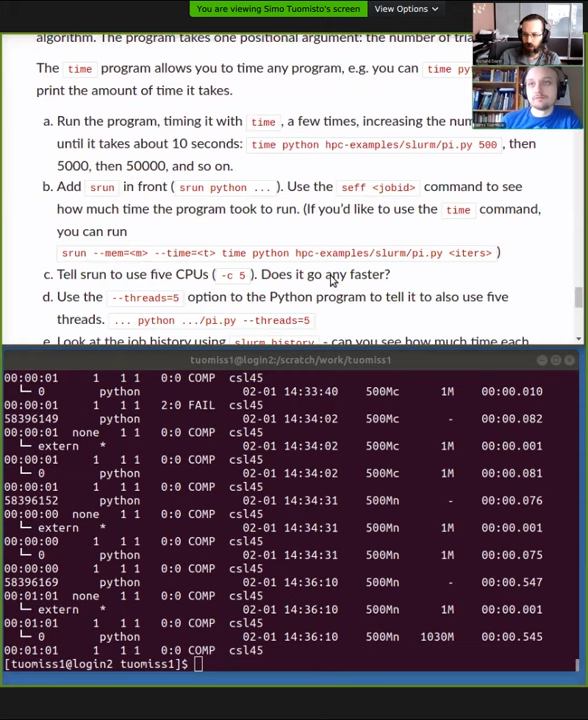 You are viewing Simo Tuomisto's screen
View Options
algorithm. The program takes one positional argument: the number of
The time program allows you to time any program, e.g. you can time
print the amount of time it takes.
a. Run the program, timing it with time , a few times, increasing the
until it takes about 10 seconds: time python hpc-examples/slurm/pi.py 500 , then
5000, then 50000, and so on.
b. Add srun in front ( srun python ... ). Use the seff <jobid> command to see
how much time the program took to run. (If you'd like to use the time command,
you can run
srun --mem=<m> --time=<t> time python hpc-examples/slurm/pi.py <iters> )
c. Tell srun to use five CPUs ( -c 5 ). Does it go any faster?
d. Use the --threads=5 option to the Python program to tell it to also use five
threads. ... python .../pi.py --threads=5
e. Look at the job history using slurm history - can you see how much time each
tuomiss1@login2:/scratch/work/tuomiss1
00:00:01 1 1 1 0:0 COMP csl45
└─ 0 python 02-01 14:33:40 500Mc 1M 00:00.010
00:00:01 1 1 1 2:0 FAIL csl45
58396149 python 02-01 14:34:02 500Mc - 00:00.082
00:00:01 none 1 1 0:0 COMP csl45
└─ extern * 02-01 14:34:02 500Mc 1M 00:00.001
00:00:01 1 1 1 0:0 COMP csl45
└─ 0 python 02-01 14:34:02 500Mc 1M 00:00.081
00:00:01 1 1 1 0:0 COMP csl45
58396152 python 02-01 14:34:31 500Mn - 00:00.076
00:00:00 none 1 1 0:0 COMP csl45
└─ extern * 02-01 14:34:31 500Mn 1M 00:00.001
00:00:00 1 1 1 0:0 COMP csl45
└─ 0 python 02-01 14:34:31 500Mn 1M 00:00.075
00:00:00 1 1 1 0:0 COMP csl45
58396169 python 02-01 14:36:10 500Mn - 00:00.547
00:01:01 none 1 1 0:0 COMP csl45
└─ extern * 02-01 14:36:10 500Mn 1M 00:00.001
00:01:01 1 1 1 0:0 COMP csl45
└─ 0 python 02-01 14:36:10 500Mn 1030M 00:00.545
00:01:01 1 1 1 0:0 COMP csl45
[tuomiss1@login2 tuomiss1]$